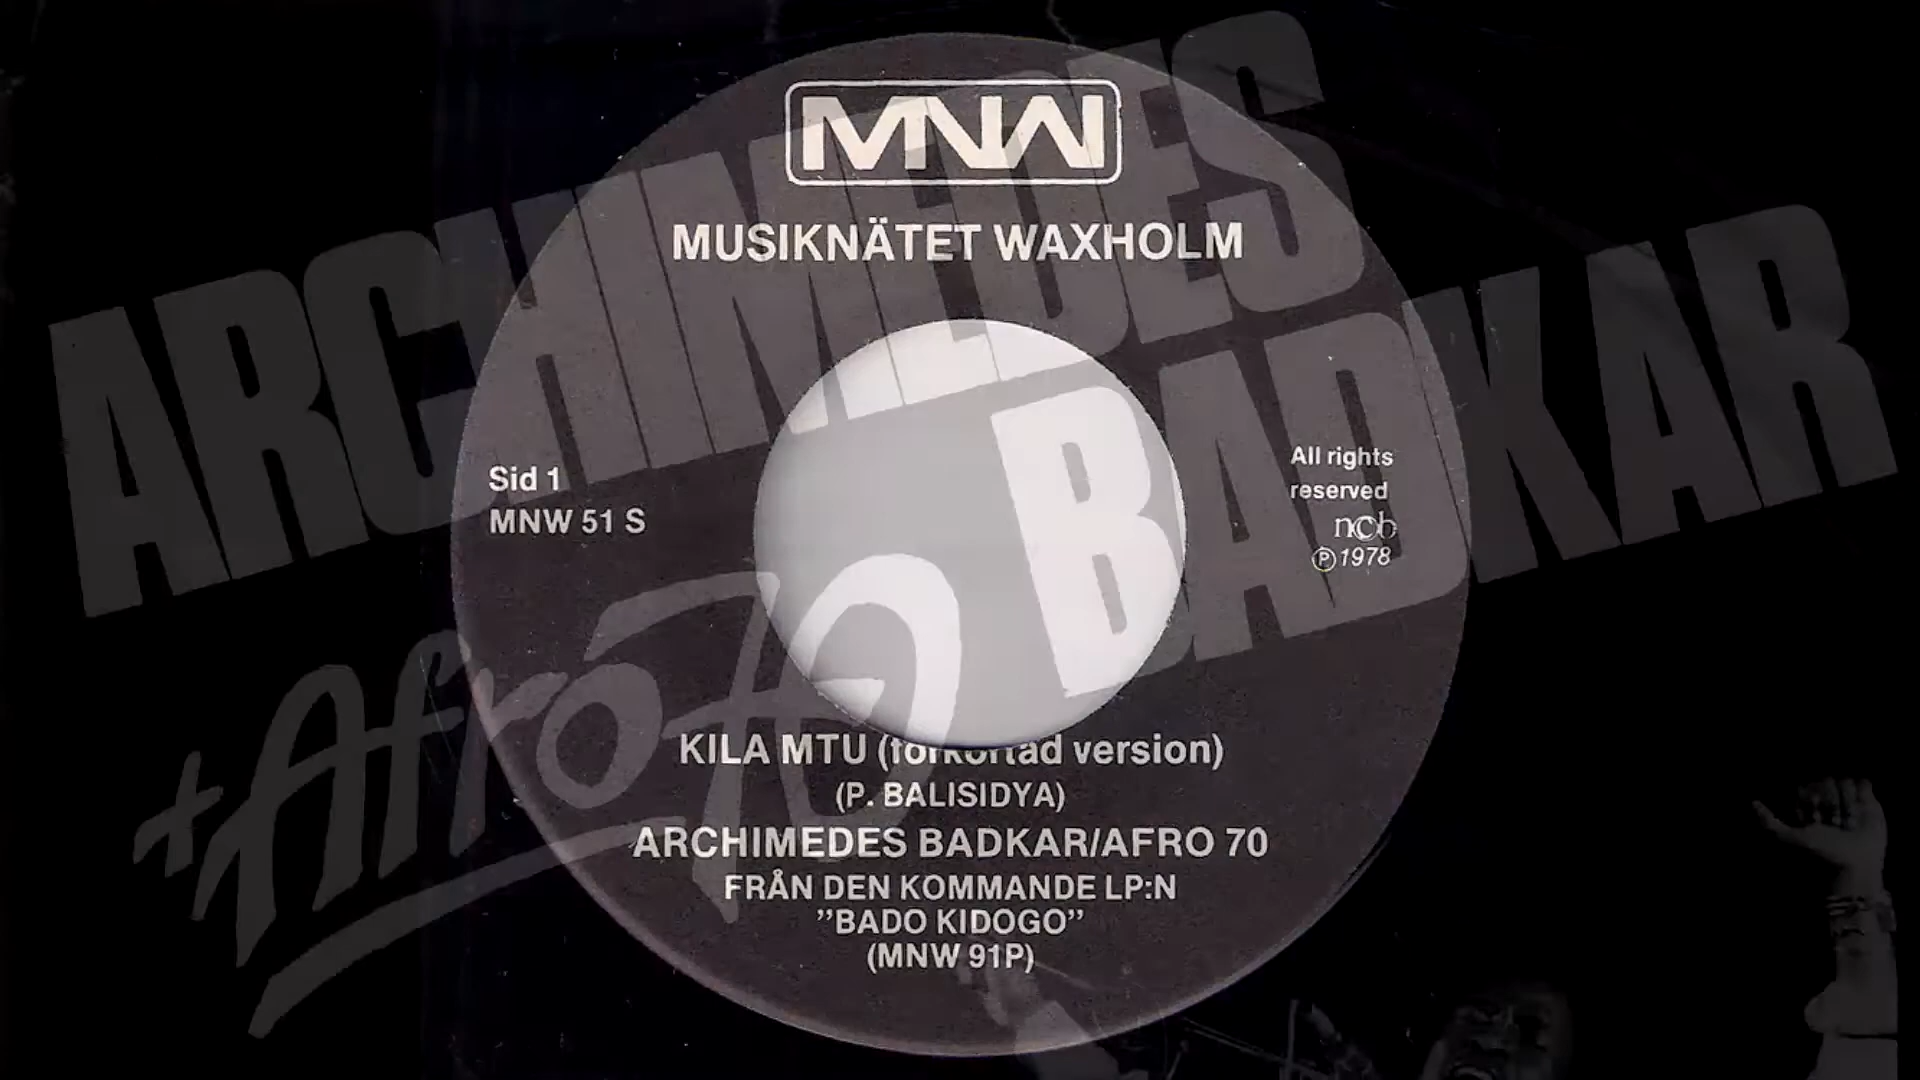 MNW
MUSIKNÄTET WAXHOLM
Sid 1
MNW 51 S
All rights
reserved
ncb
Ⓟ 1978
KILA MTU (förkortad version)
(P. BALISIDYA)
ARCHIMEDES BADKAR/AFRO 70
FRÅN DEN KOMMANDE LP:N
”BADO KIDOGO”
(MNW 91P)
ARCHIMEDES
BADKAR
+Afro 70